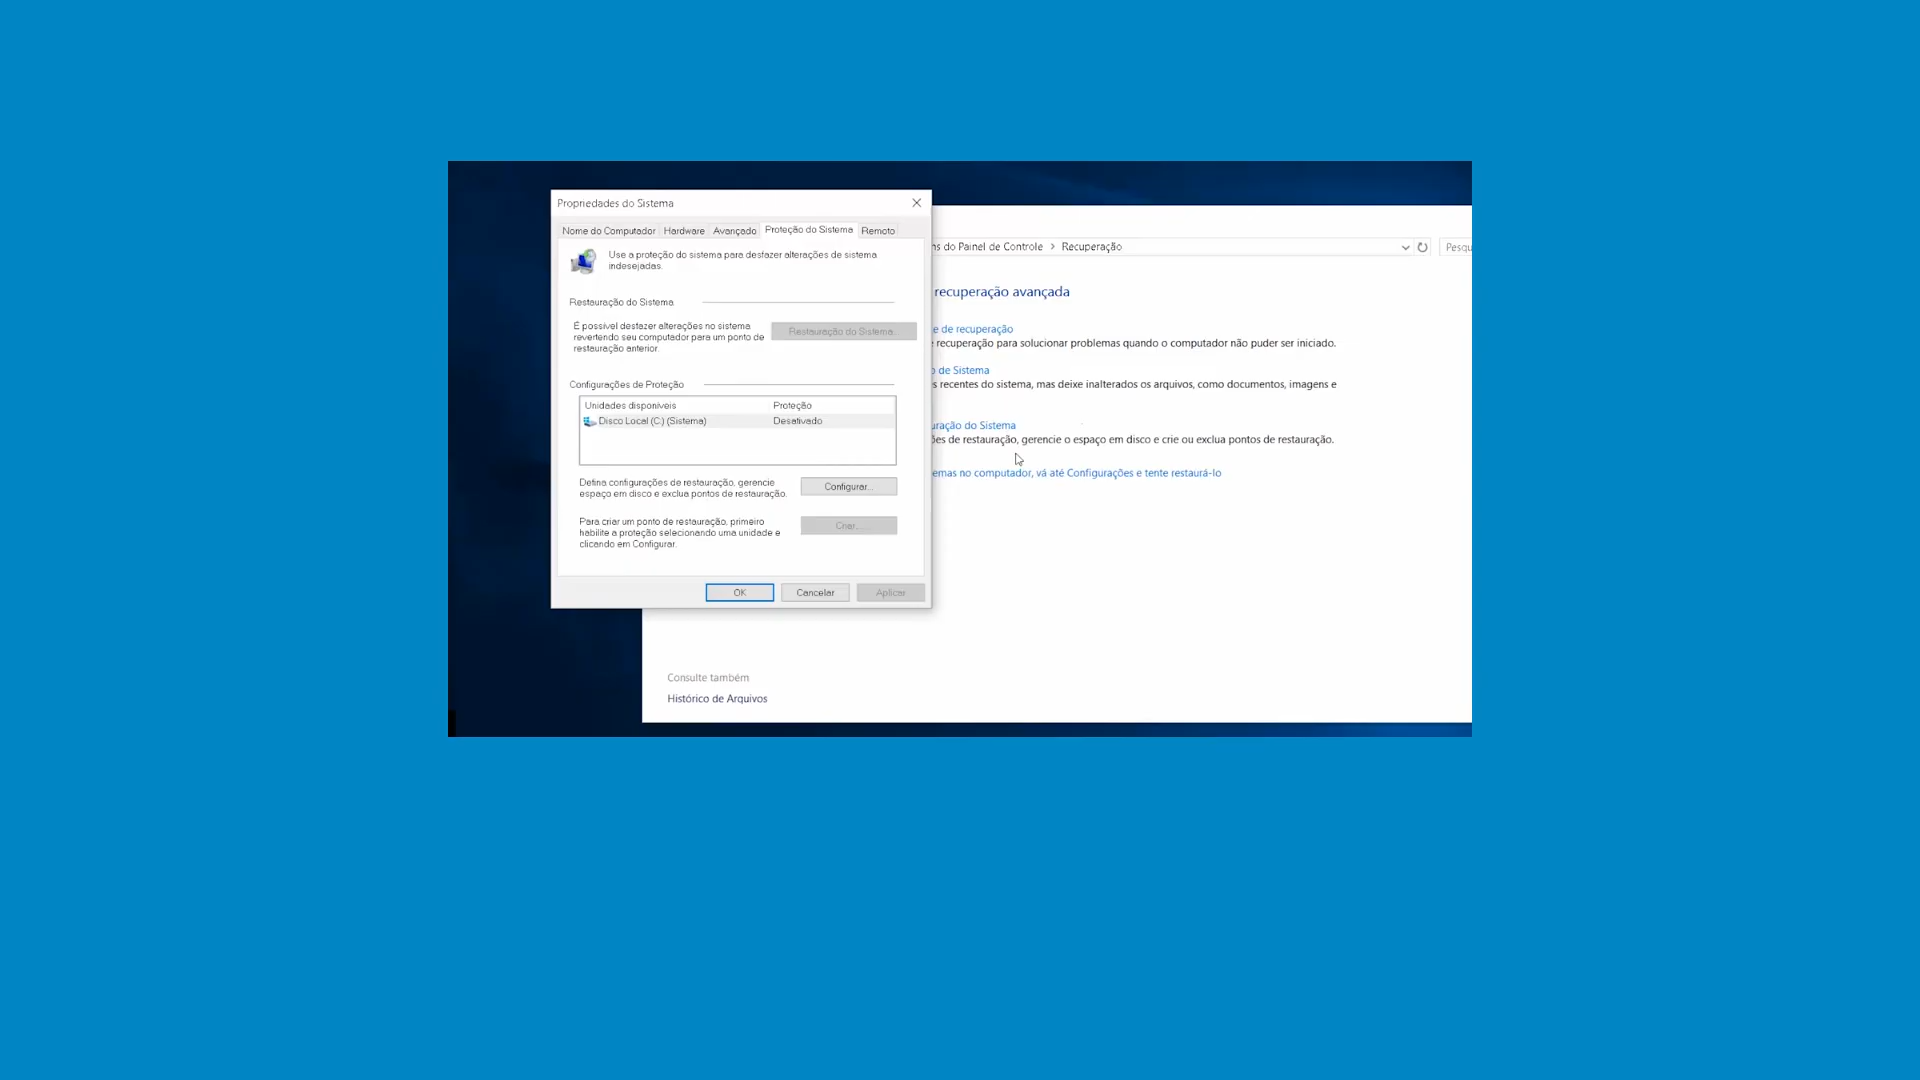 Propriedades do Sistema
Nome do Computador Hardware Avançado Proteção do Sistema Remoto
Use a proteção do sistema para desfazer alterações de sistema
indesejadas.
Restauração do Sistema
É possível desfazer alterações no sistema
revertendo seu computador para um ponto de
restauração anterior.
Restauração do Sistema...
Configurações de Proteção
Unidades disponíveis Proteção
Disco Local (C:) (Sistema) Desativado
Defina configurações de restauração, gerencie
espaço em disco e exclua pontos de restauração.
Configurar...
Para criar um ponto de restauração, primeiro
habilite a proteção selecionando uma unidade e
clicando em Configurar.
Criar...
OK Cancelar Aplicar
ns do Painel de Controle > Recuperação
Pesqu
recuperação avançada
e de recuperação
recuperação para solucionar problemas quando o computador não puder ser iniciado.
o de Sistema
s recentes do sistema, mas deixe inalterados os arquivos, como documentos, imagens e
uração do Sistema
ões de restauração, gerencie o espaço em disco e crie ou exclua pontos de restauração.
emas no computador, vá até Configurações e tente restaurá-lo
Consulte também
Histórico de Arquivos